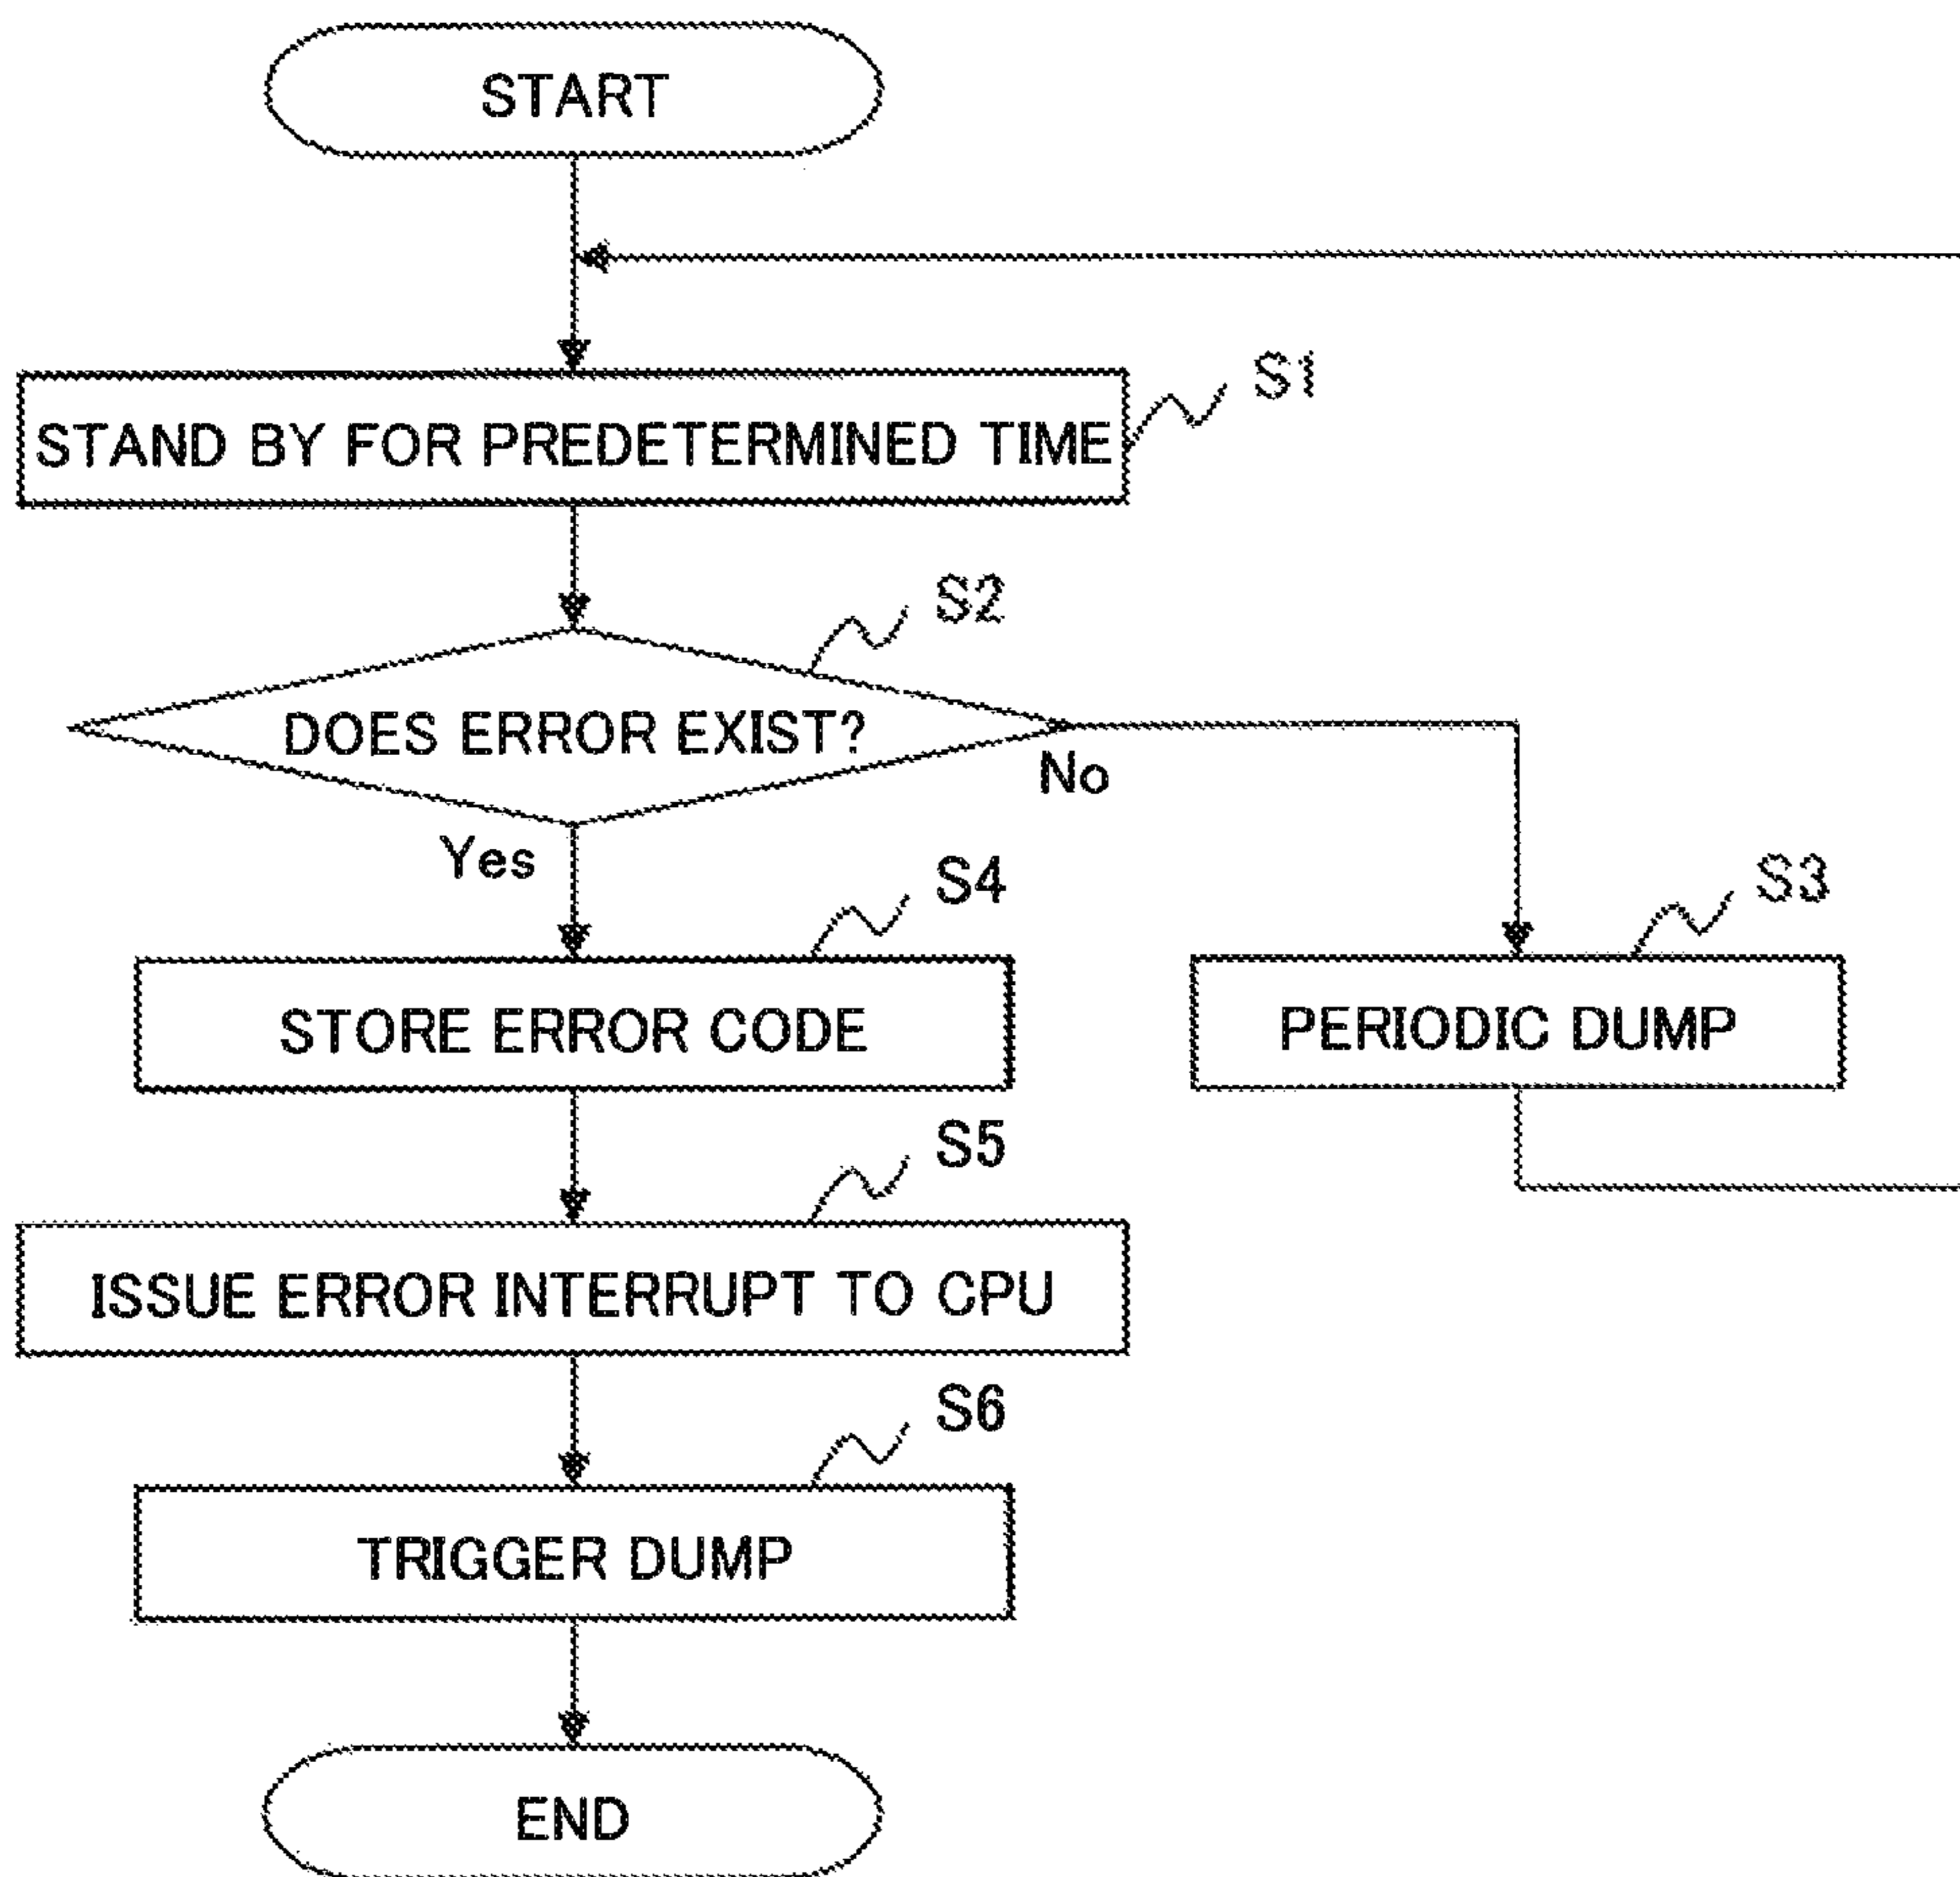 START
S1
STAND BY FOR PREDETERMINED TIME
S2
DOES ERROR EXIST?
No
Yes
S4
S3
STORE ERROR CODE
PERIODIC DUMP
S5
ISSUE ERROR INTERRUPT TO CPU
S6
TRIGGER DUMP
END